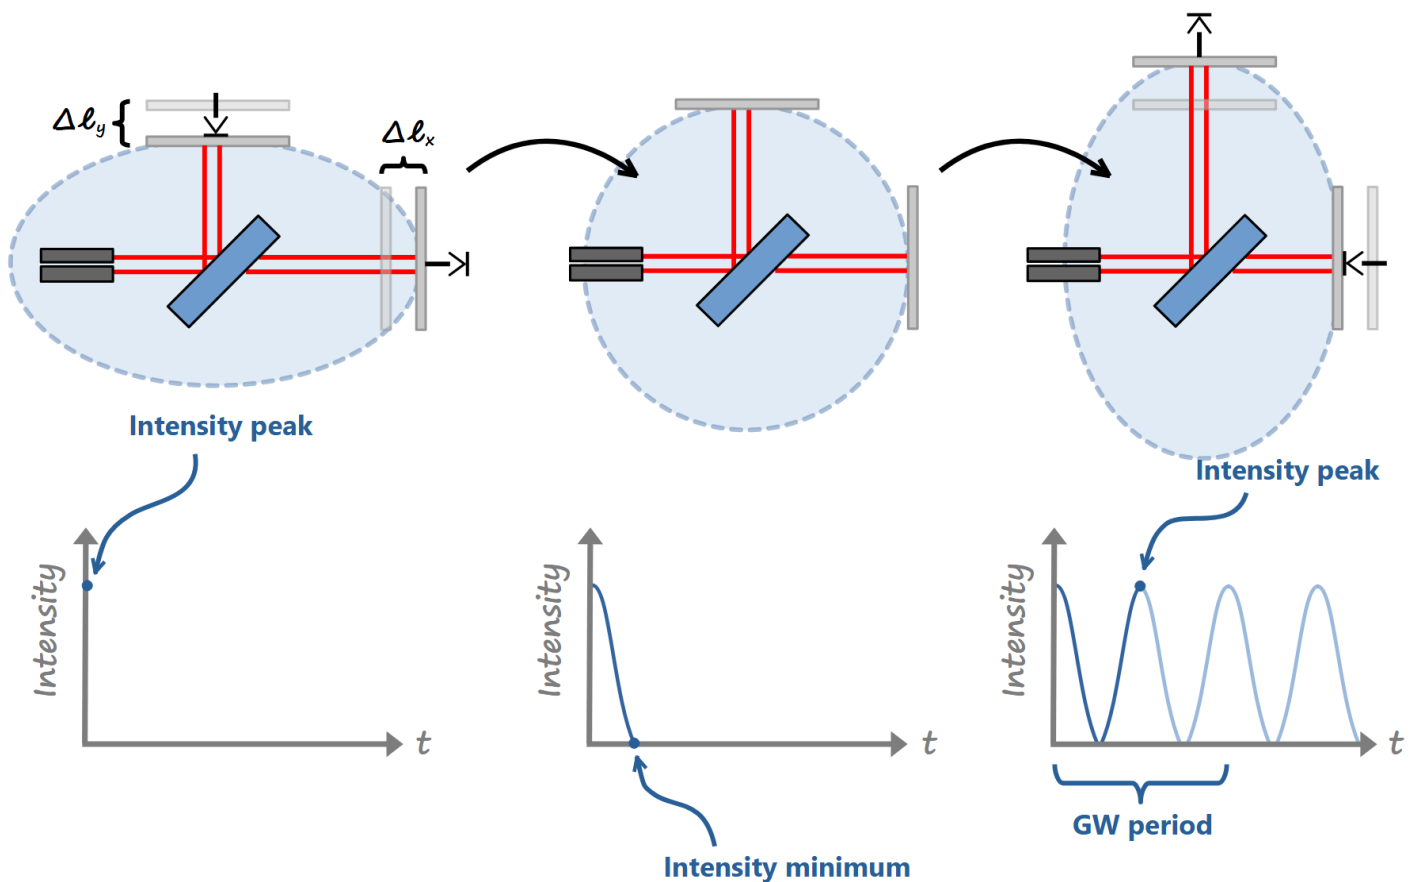 Δℓy
Δℓx
Intensity peak
Intensity peak
Intensity
t
Intensity
t
Intensity
t
GW period
Intensity minimum